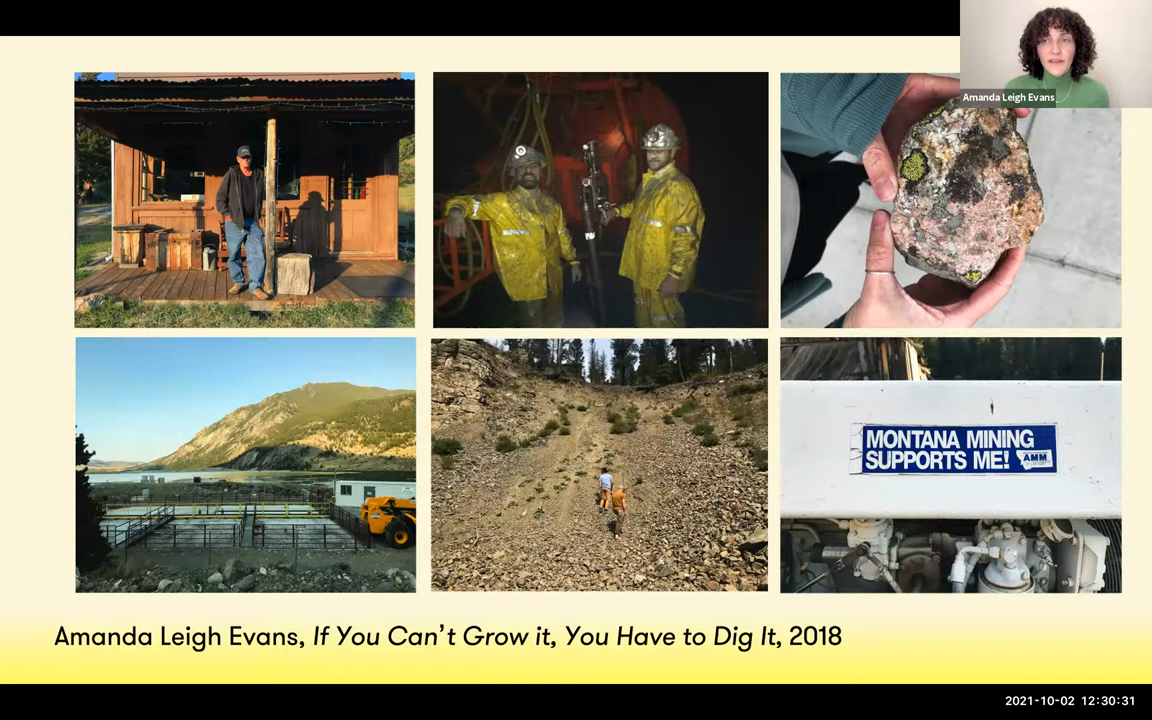 Amanda Leigh Evans
MONTANA MINING
SUPPORTS ME!
AMM
Amanda Leigh Evans, If You Can't Grow it, You Have to Dig It, 2018
2021-10-02 12:30:31